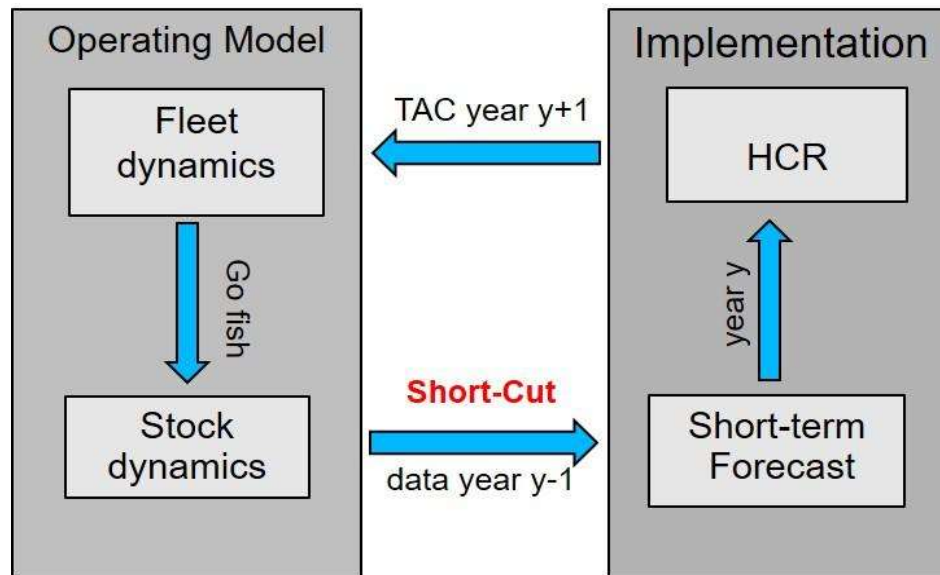 Operating Model
Fleet
dynamics
Go fish
Stock
dynamics
TAC year y+1
Short-Cut
data year y-1
Implementation
HCR
year y
Short-term
Forecast